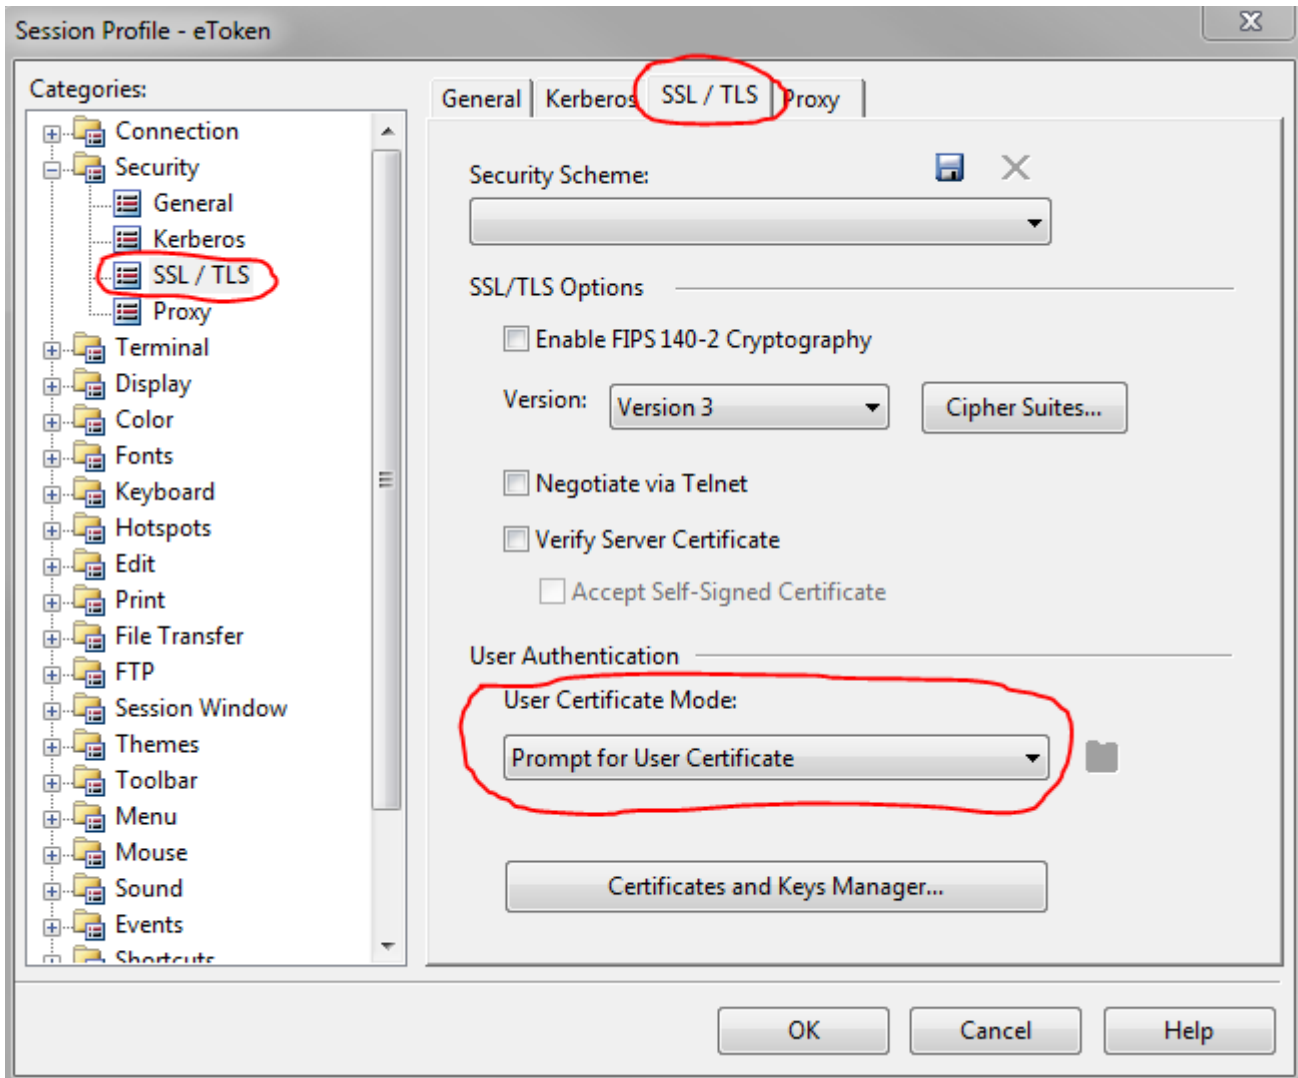 Session Profile - eToken
Categories:
Connection
Security
General
Kerberos
SSL / TLS
Proxy
Terminal
Display
Color
Fonts
Keyboard
Hotspots
Edit
Print
File Transfer
FTP
Session Window
Themes
Toolbar
Menu
Mouse
Sound
Events
Shortcuts
General Kerberos SSL / TLS Proxy
Security Scheme:
SSL/TLS Options
Enable FIPS 140-2 Cryptography
Version: Version 3 Cipher Suites...
Negotiate via Telnet
Verify Server Certificate
Accept Self-Signed Certificate
User Authentication
User Certificate Mode:
Prompt for User Certificate
Certificates and Keys Manager...
OK Cancel Help